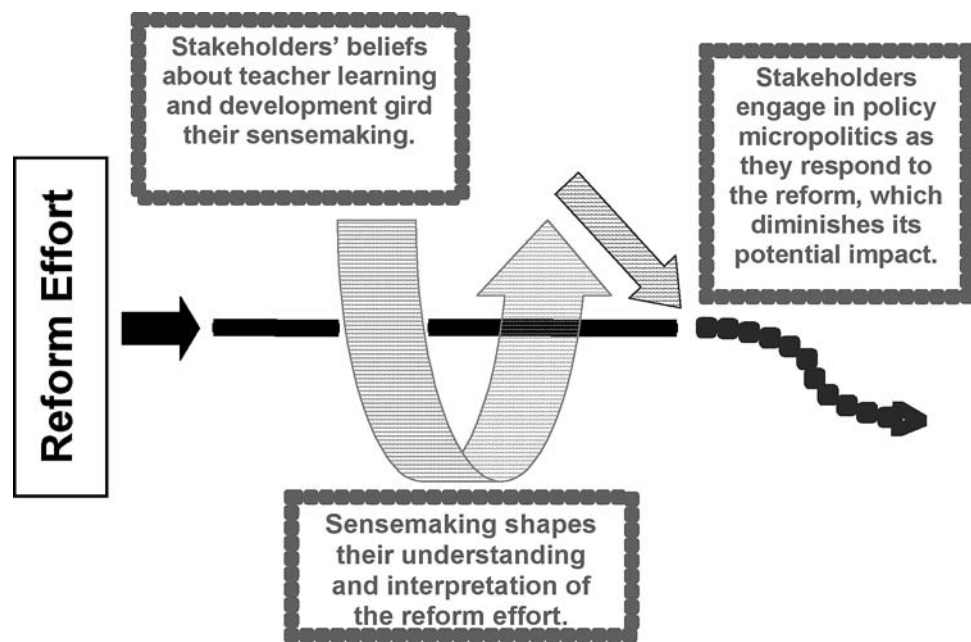 Reform Effort
Stakeholders’ beliefs
about teacher learning
and development gird
their sensemaking.
Sensemaking shapes
their understanding
and interpretation of
the reform effort.
Stakeholders
engage in policy
micropolitics as
they respond to
the reform, which
diminishes its
potential impact.